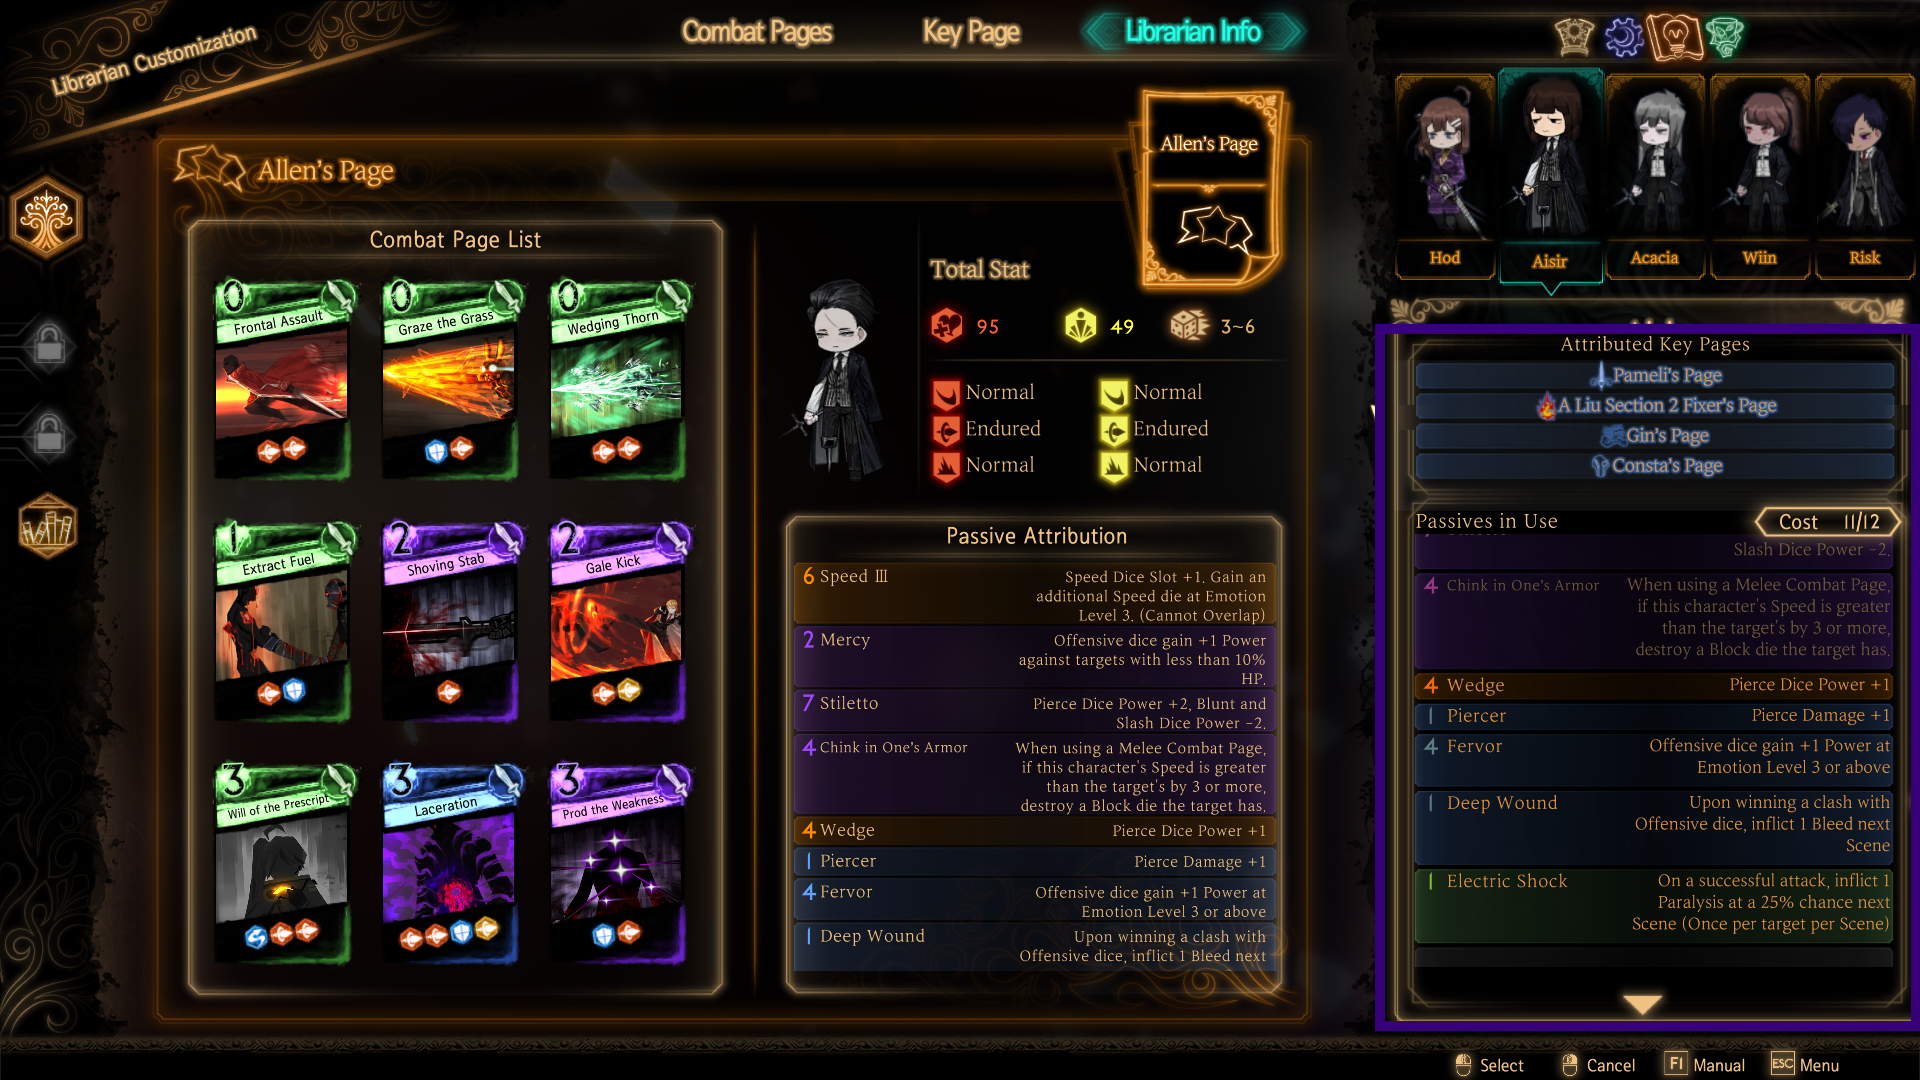 Librarian Customization
Combat Pages
Key Page
Librarian Info
Allen's Page
Allen's Page
Combat Page List
0
Frontal Assault
0
Graze the Grass
0
Wedging Thorn
1
Extract Fuel
2
Shoving Stab
2
Gale Kick
3
Will of the Prescript
3
Laceration
3
Prod the Weakness
Total Stat
95
49
3~6
Normal
Normal
Endured
Endured
Normal
Normal
Passive Attribution
6 Speed III
Speed Dice Slot +1. Gain an
additional Speed die at Emotion
Level 3. (Cannot Overlap)
2 Mercy
Offensive dice gain +1 Power
against targets with less than 10%
HP.
7 Stiletto
Pierce Dice Power +2, Blunt and
Slash Dice Power -2.
4 Chink in One's Armor
When using a Melee Combat Page,
if this character's Speed is greater
than the target's by 3 or more,
destroy a Block die the target has.
4 Wedge
Pierce Dice Power +1
1 Piercer
Pierce Damage +1
4 Fervor
Offensive dice gain +1 Power at
Emotion Level 3 or above
1 Deep Wound
Upon winning a clash with
Offensive dice, inflict 1 Bleed next
Hod
Aisir
Acacia
Wiin
Risk
Attributed Key Pages
Pameli's Page
A Liu Section 2 Fixer's Page
Gin's Page
Consta's Page
Passives in Use
Cost 11/12
Slash Dice Power -2.
4 Chink in One's Armor
When using a Melee Combat Page,
if this character's Speed is greater
than the target's by 3 or more,
destroy a Block die the target has.
4 Wedge
Pierce Dice Power +1
1 Piercer
Pierce Damage +1
4 Fervor
Offensive dice gain +1 Power at
Emotion Level 3 or above
1 Deep Wound
Upon winning a clash with
Offensive dice, inflict 1 Bleed next
Scene
1 Electric Shock
On a successful attack, inflict 1
Paralysis at a 25% chance next
Scene (Once per target per Scene)
Select
Cancel
F1 Manual
ESC Menu